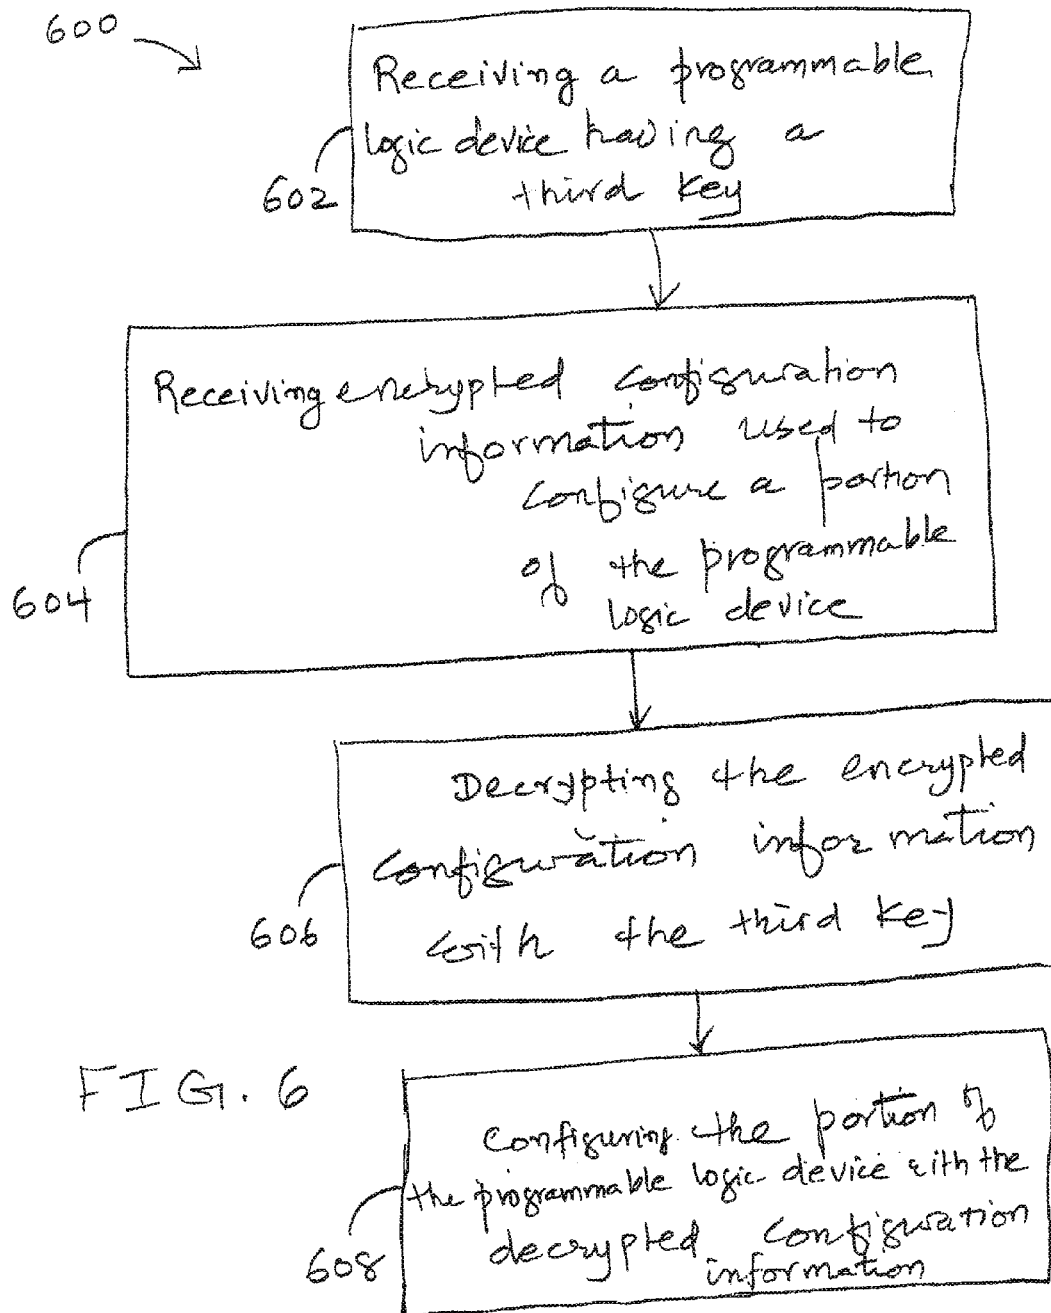 600
Receiving a programmable
logic device having a
third key
602
Receiving encrypted configuration
information used to
configure a portion
of the programmable
logic device
604
Decrypting the encrypted
configuration information
with the third key
606
Configuring the portion of
the programmable logic device with the
decrypted configuration
information
608
FIG. 6